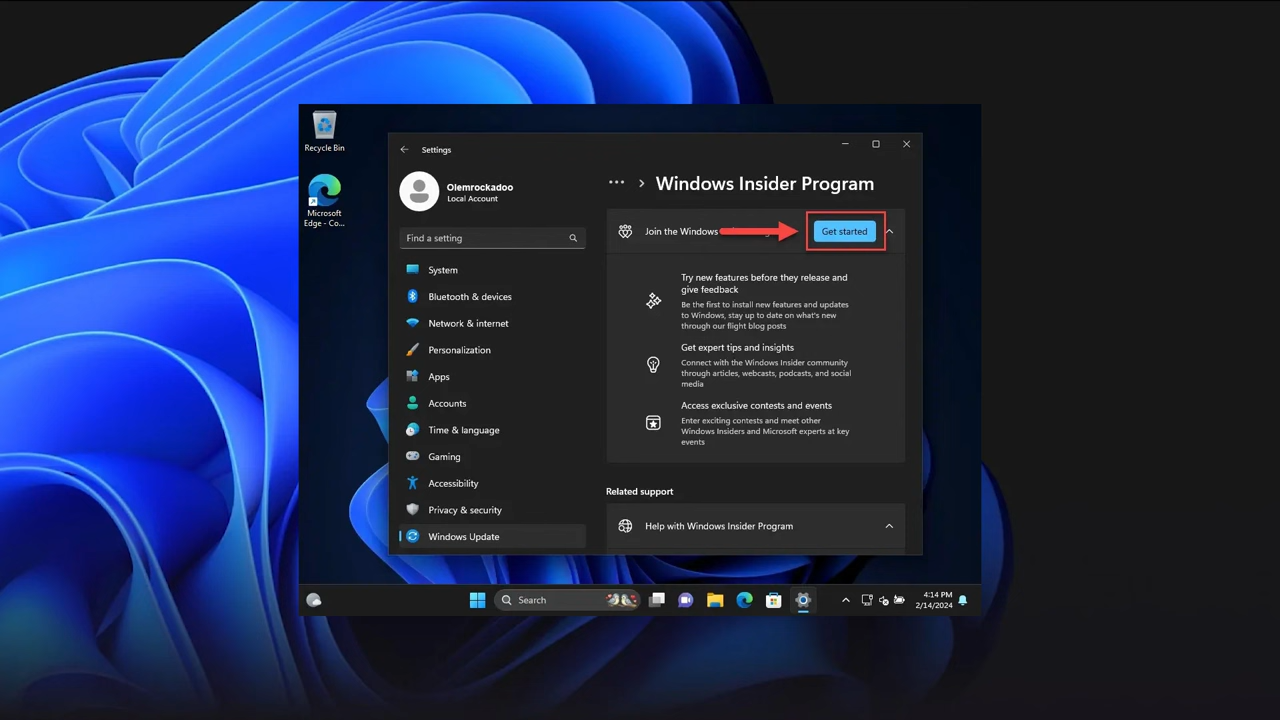 Recycle Bin
Microsoft
Edge - Co...
Settings
Olemrockadoo
Local Account
Find a setting
System
Bluetooth & devices
Network & internet
Personalization
Apps
Accounts
Time & language
Gaming
Accessibility
Privacy & security
Windows Update
... > Windows Insider Program
Join the Windows
Get started
Try new features before they release and
give feedback
Be the first to install new features and updates
to Windows, stay up to date on what's new
through our flight blog posts
Get expert tips and insights
Connect with the Windows Insider community
through articles, webcasts, podcasts, and social
media
Access exclusive contests and events
Enter exciting contests and meet other
Windows Insiders and Microsoft experts at key
events
Related support
Help with Windows Insider Program
Search
4:14 PM
2/14/2024